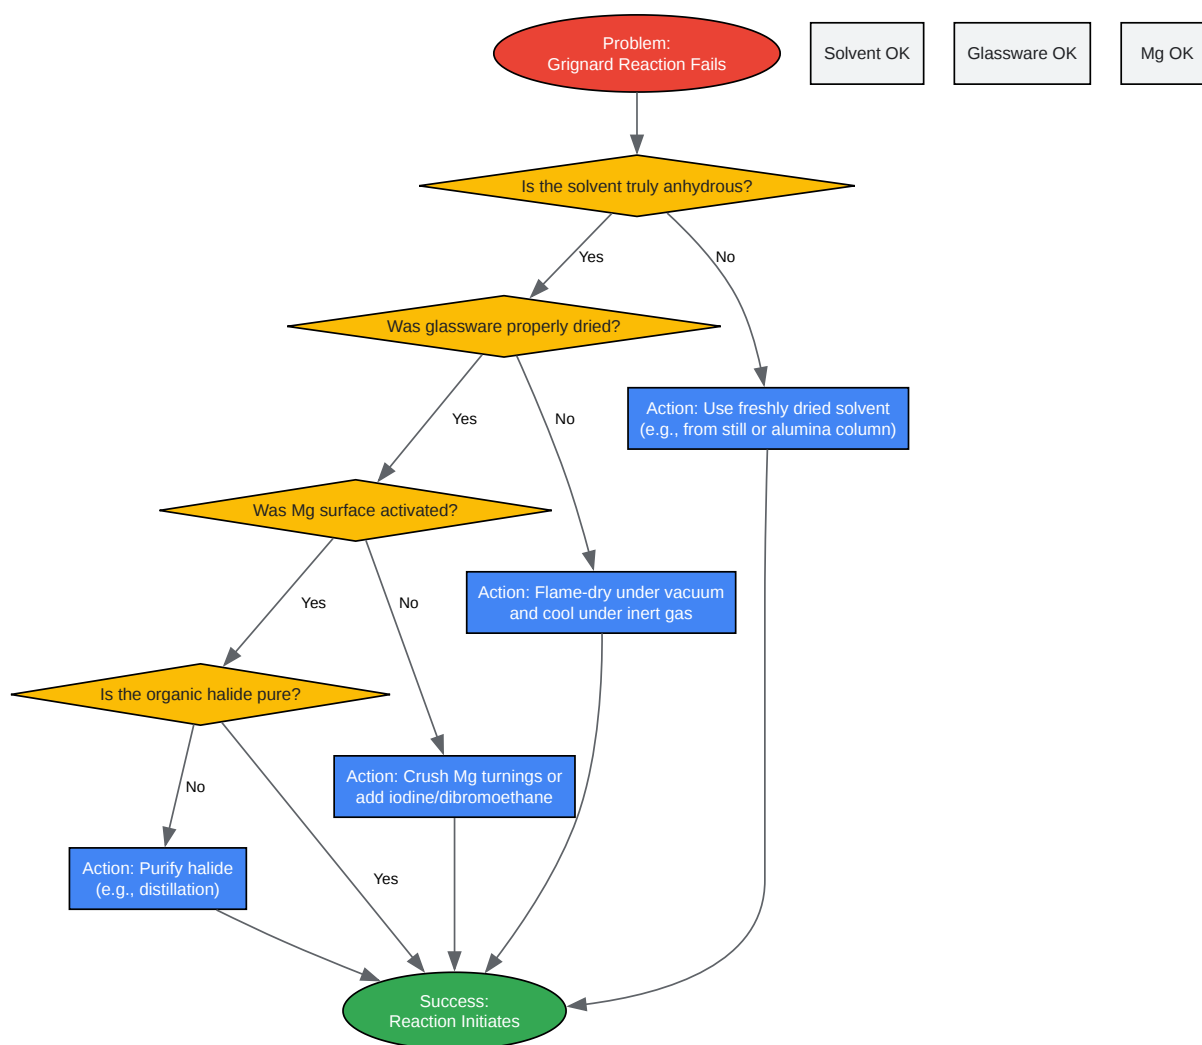 Problem:
Grignard Reaction Fails
Solvent OK
Glassware OK
Mg OK
Is the solvent truly anhydrous?
Yes
No
Was glassware properly dried?
Yes
No
Action: Use freshly dried solvent
(e.g., from still or alumina column)
Was Mg surface activated?
Yes
No
Action: Flame-dry under vacuum
and cool under inert gas
Is the organic halide pure?
No
Yes
Action: Crush Mg turnings or
add iodine/dibromoethane
Action: Purify halide
(e.g., distillation)
Success:
Reaction Initiates